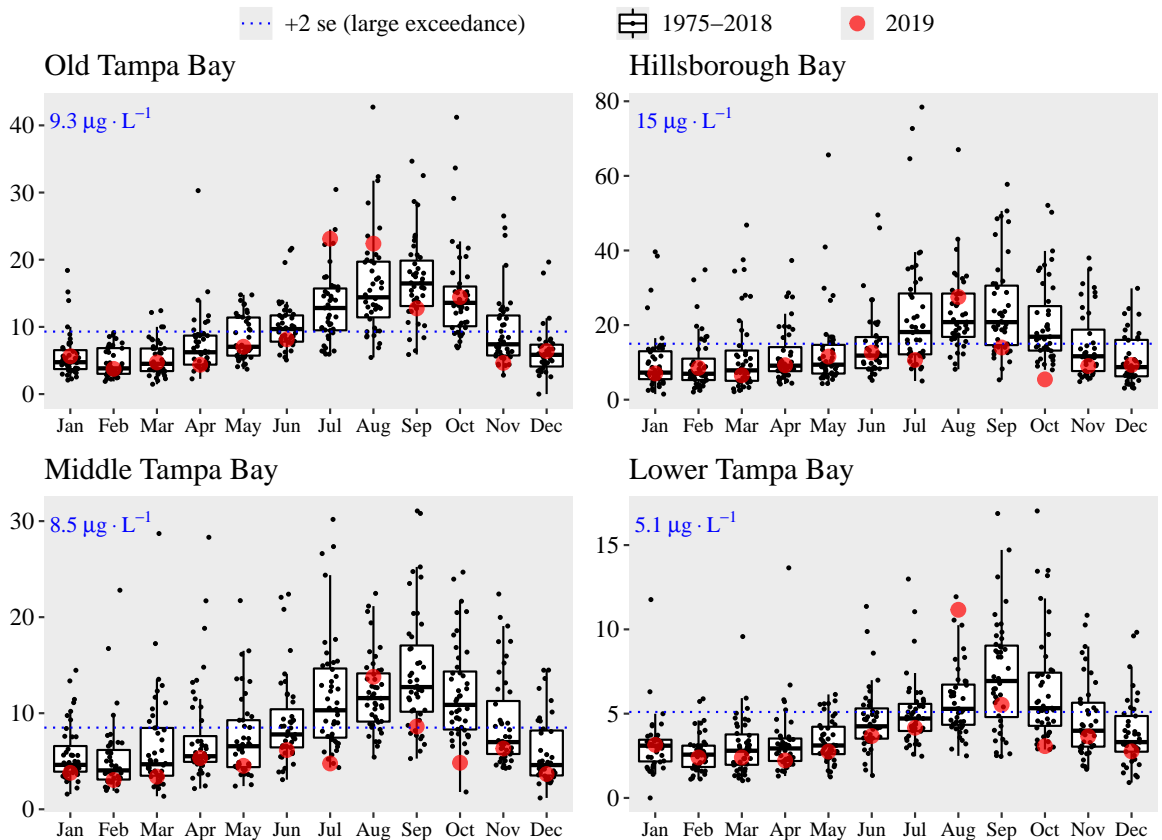 +2 se (large exceedance) 1975–2018 2019
Old Tampa Bay
9.3 μg · L⁻¹
40
30
20
10
0
Jan Feb Mar Apr May Jun Jul Aug Sep Oct Nov Dec
Hillsborough Bay
15 μg · L⁻¹
80
60
40
20
0
Jan Feb Mar Apr May Jun Jul Aug Sep Oct Nov Dec
Middle Tampa Bay
8.5 μg · L⁻¹
30
20
10
0
Jan Feb Mar Apr May Jun Jul Aug Sep Oct Nov Dec
Lower Tampa Bay
5.1 μg · L⁻¹
15
10
5
0
Jan Feb Mar Apr May Jun Jul Aug Sep Oct Nov Dec